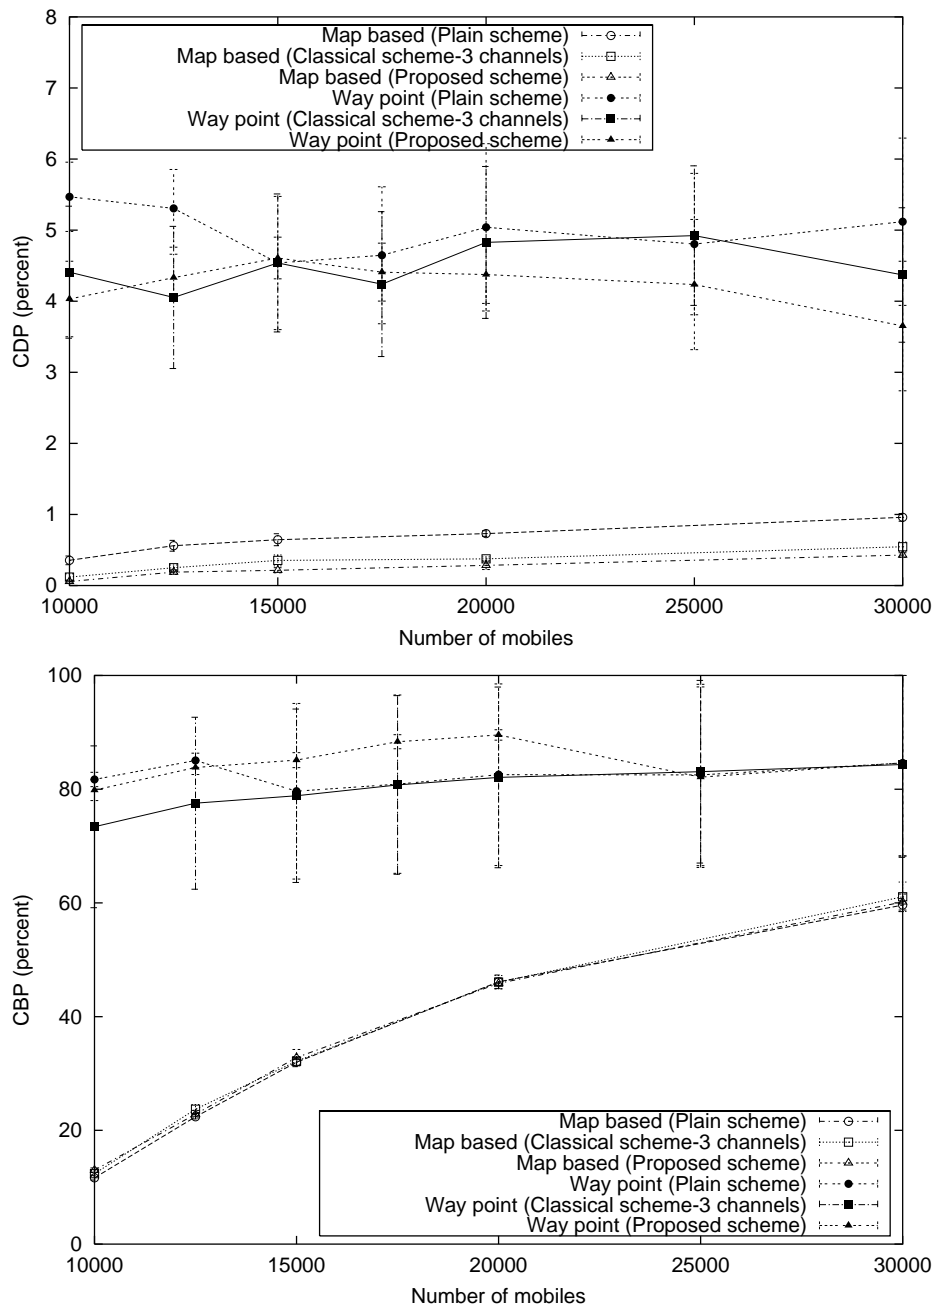 8
7
6
5
4
3
2
1
0
CDP (percent)
Map based (Plain scheme)
Map based (Classical scheme-3 channels)
Map based (Proposed scheme)
Way point (Plain scheme)
Way point (Classical scheme-3 channels)
Way point (Proposed scheme)
10000 15000 20000 25000 30000
Number of mobiles
100
80
60
40
20
0
CBP (percent)
Map based (Plain scheme)
Map based (Classical scheme-3 channels)
Map based (Proposed scheme)
Way point (Plain scheme)
Way point (Classical scheme-3 channels)
Way point (Proposed scheme)
10000 15000 20000 25000 30000
Number of mobiles